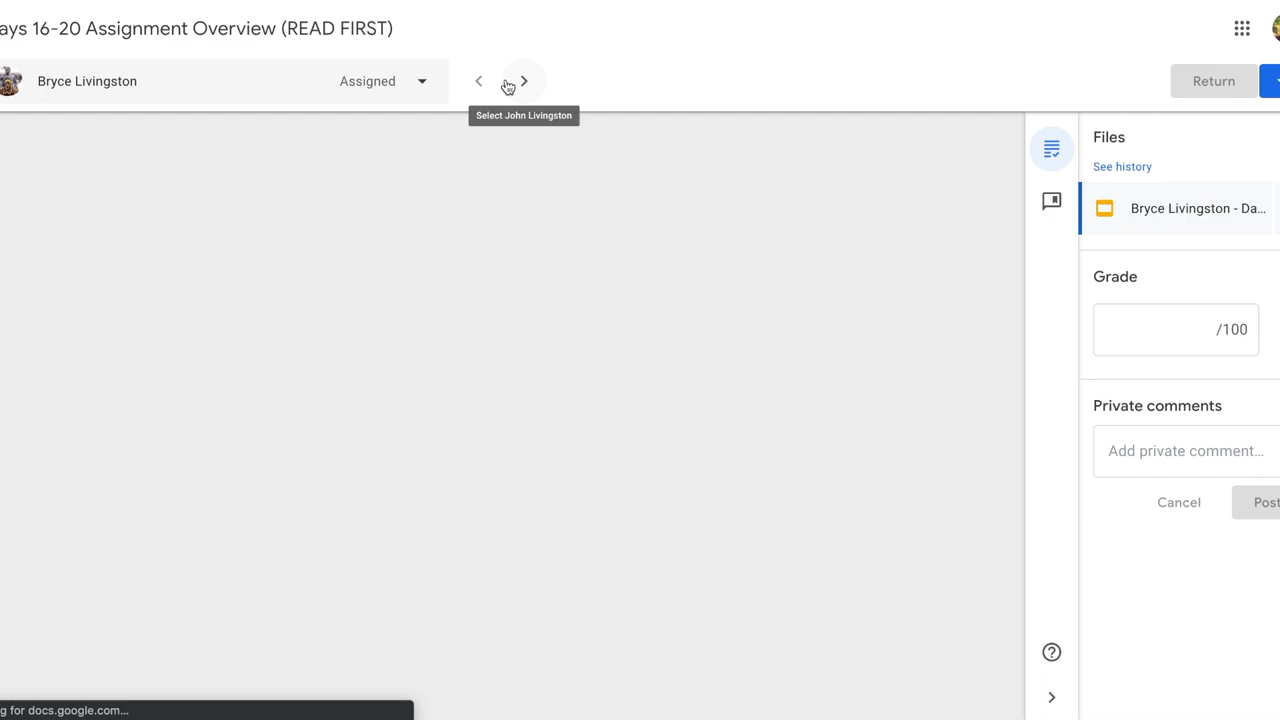 ays 16-20 Assignment Overview (READ FIRST)
Bryce Livingston
Assigned
Return
Select John Livingston
Files
See history
Bryce Livingston - Da...
Grade
/100
Private comments
Add private comment...
Cancel
Post
g for docs.google.com...